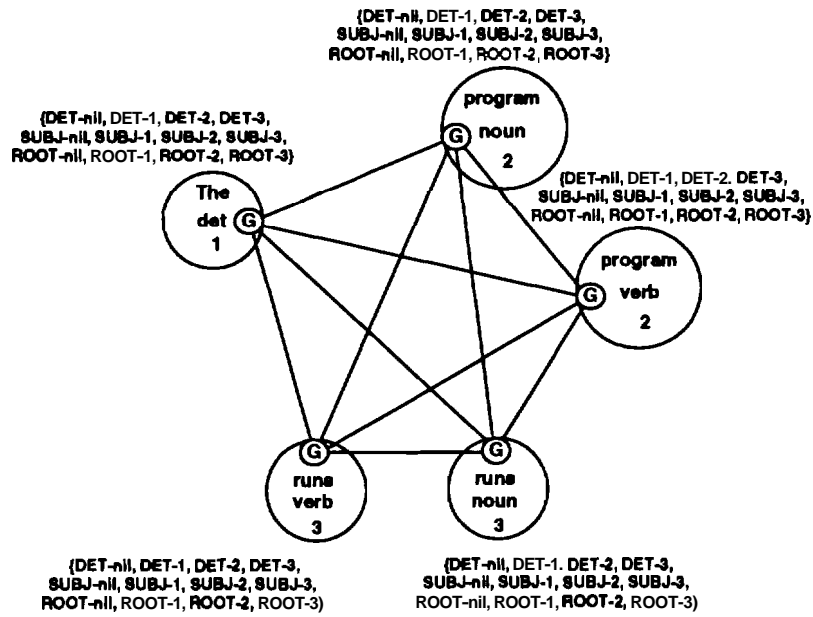 {DET-nil, DET-1, DET-2, DET-3,
SUBJ-nil, SUBJ-1, SUBJ-2, SUBJ-3,
ROOT-nil, ROOT-1, ROOT-2, ROOT-3}
program
G
noun
2
{DET-nil, DET-1, DET-2, DET-3,
SUBJ-nil, SUBJ-1, SUBJ-2, SUBJ-3,
ROOT-nil, ROOT-1, ROOT-2, ROOT-3}
The
det G
1
{DET-nil, DET-1, DET-2. DET-3,
SUBJ-nil, SUBJ-1, SUBJ-2, SUBJ-3,
ROOT-nil, ROOT-1, ROOT-2, ROOT-3}
program
G verb
2
G
runs
verb
3
G
runs
noun
3
{DET-nil, DET-1, DET-2, DET-3,
SUBJ-nil, SUBJ-1, SUBJ-2, SUBJ-3,
ROOT-nil, ROOT-1, ROOT-2, ROOT-3)
{DET-nil, DET-1. DET-2, DET-3,
SUBJ-nil, SUBJ-1, SUBJ-2, SUBJ-3,
ROOT-nil, ROOT-1, ROOT-2, ROOT-3)